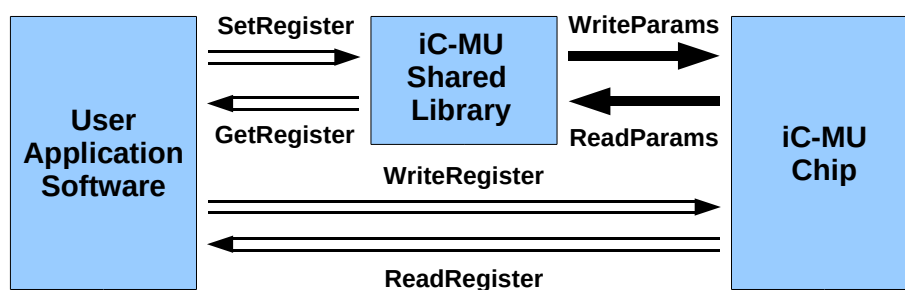 SetRegister
iC-MU
Shared
Library
WriteParams
GetRegister
ReadParams
User
Application
Software
iC-MU
Chip
WriteRegister
ReadRegister